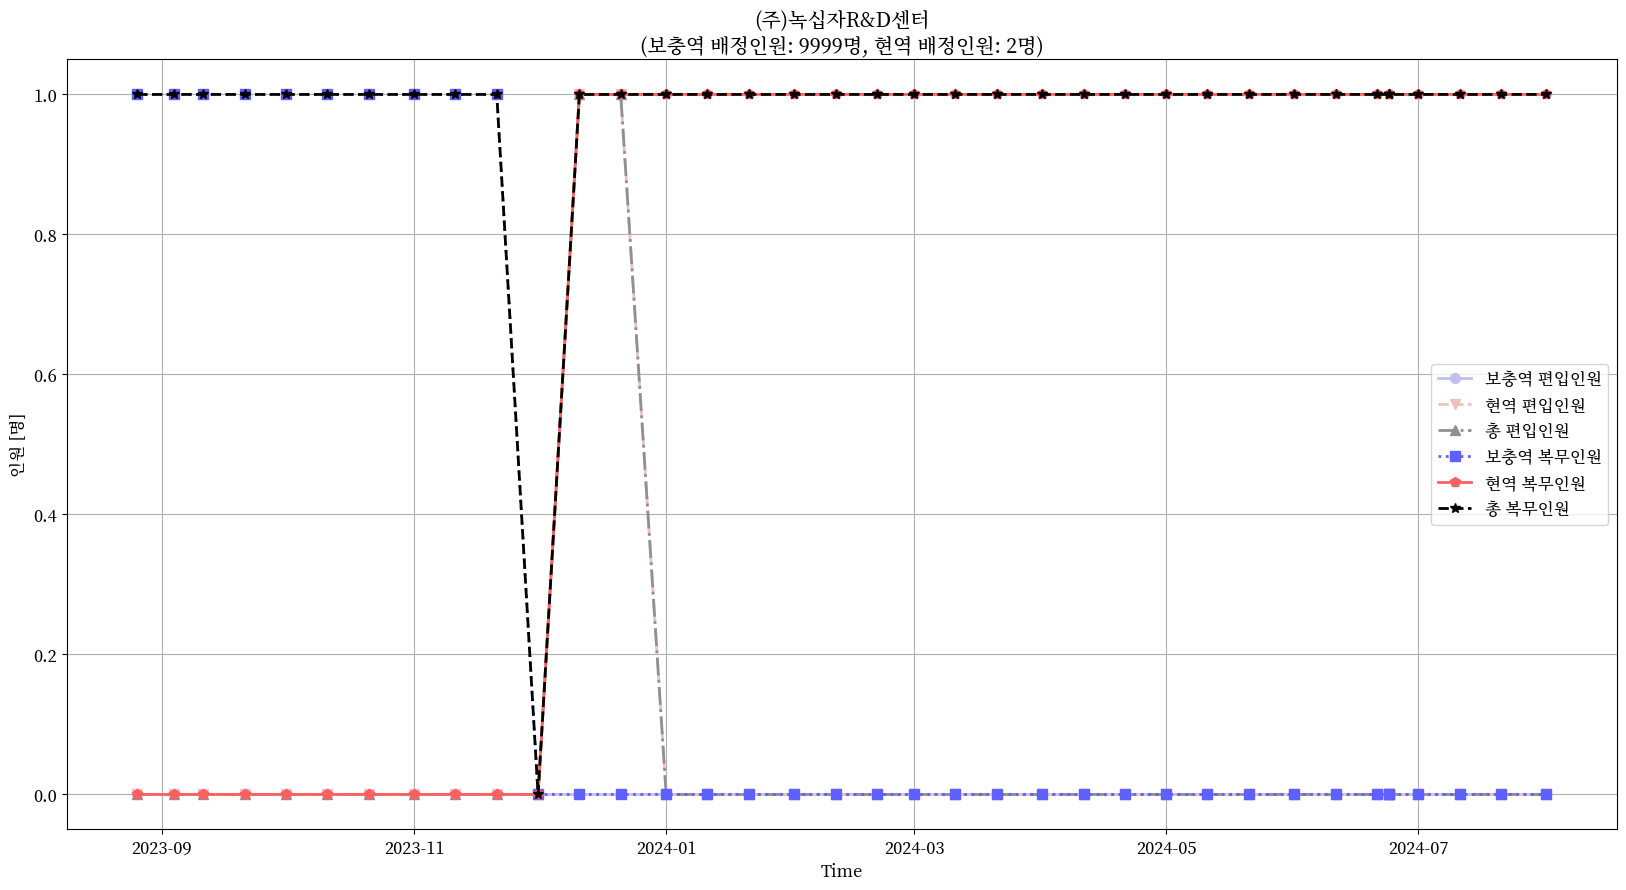 (주)녹십자R&D센터
(보충역 배정인원: 9999명, 현역 배정인원: 2명)
인원 [명]
1.0
0.8
0.6
0.4
0.2
0.0
보충역 편입인원
현역 편입인원
총 편입인원
보충역 복무인원
현역 복무인원
총 복무인원
2023-09
2023-11
2024-01
2024-03
2024-05
2024-07
Time